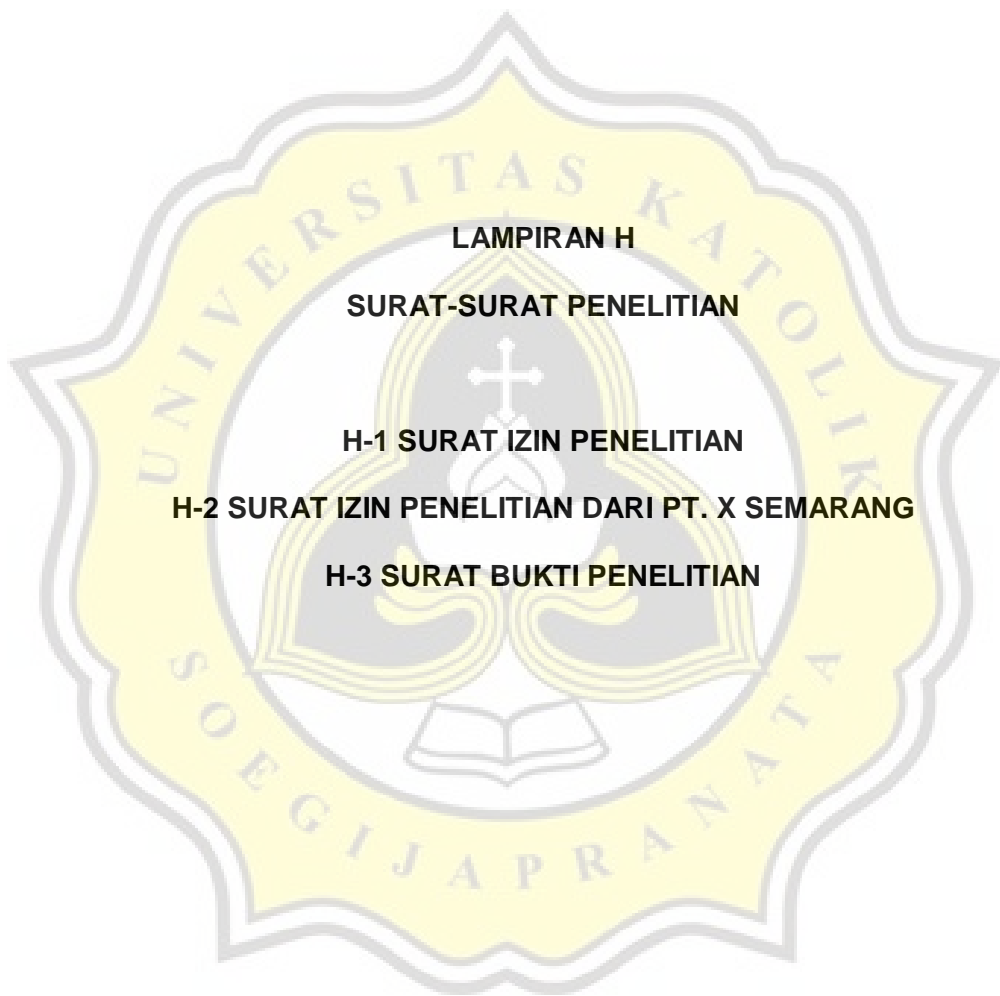 UNIVERSITAS KATOLIK
LAMPIRAN H
SURAT-SURAT PENELITIAN
H-1 SURAT IZIN PENELITIAN
H-2 SURAT IZIN PENELITIAN DARI PT. X SEMARANG
H-3 SURAT BUKTI PENELITIAN
SOEGIJAPRANATA